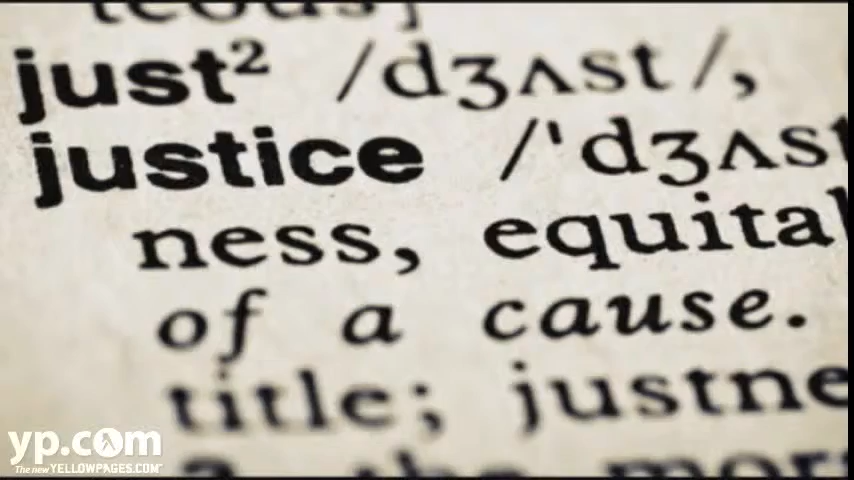 just² /dʒʌst/,
justice /ˈdʒʌst
ness, equital
of a cause.
title; justne
yp.com
The new YELLOWPAGES.COM